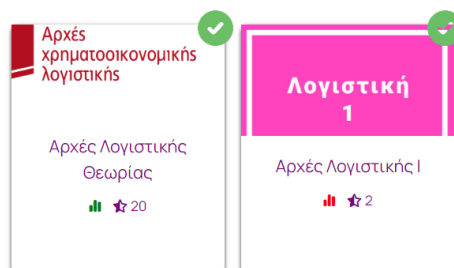 Αρχές
χρηματοοικονομικής
λογιστικής
Αρχές Λογιστικής
Θεωρίας
20
Λογιστική
1
Αρχές Λογιστικής Ι
2